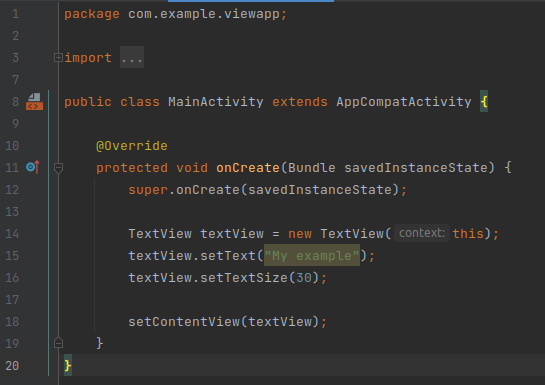 1 package com.example.viewapp;
2
3 import ...
7
8 public class MainActivity extends AppCompatActivity {
9
10 @Override
11 protected void onCreate(Bundle savedInstanceState) {
12 super.onCreate(savedInstanceState);
13
14 TextView textView = new TextView( context: this);
15 textView.setText("My example");
16 textView.setTextSize(30);
17
18 setContentView(textView);
19 }
20 }